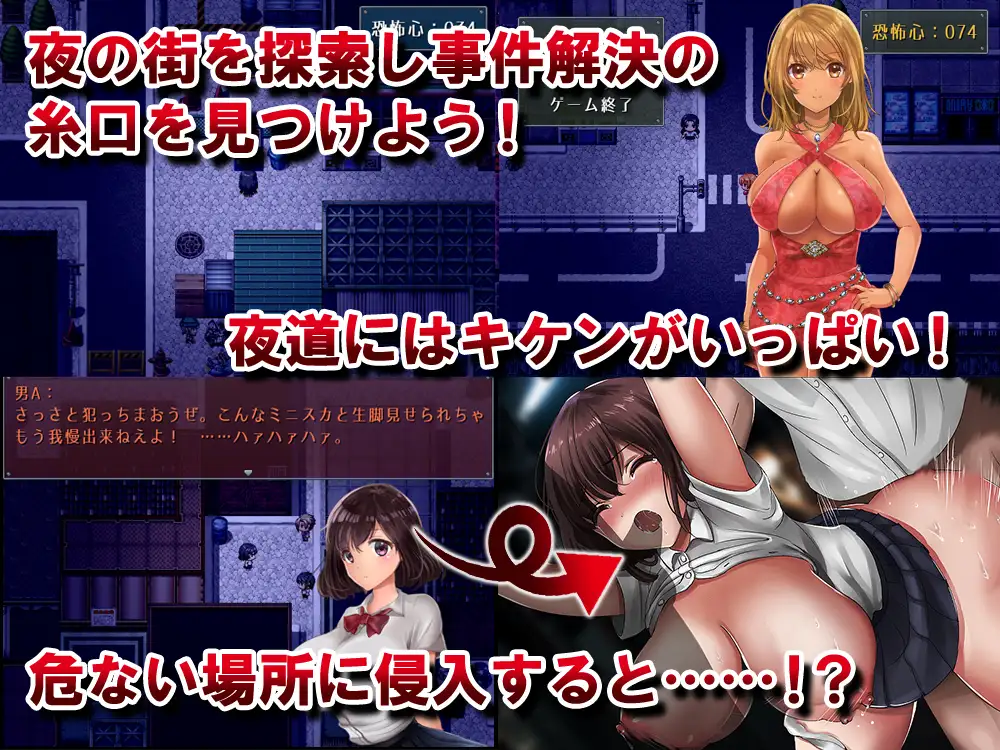 恐怖心：074
恐怖心：074
夜の街を探索し事件解決の
糸口を見つけよう！
ゲーム終了
夜道にはキケンがいっぱい！
男A：
さっさと犯っちまおうぜ。こんなミニスカと生脚見せられちゃ
もう我慢出来ねえよ！　……ハァハァハァ。
危ない場所に侵入すると……！？